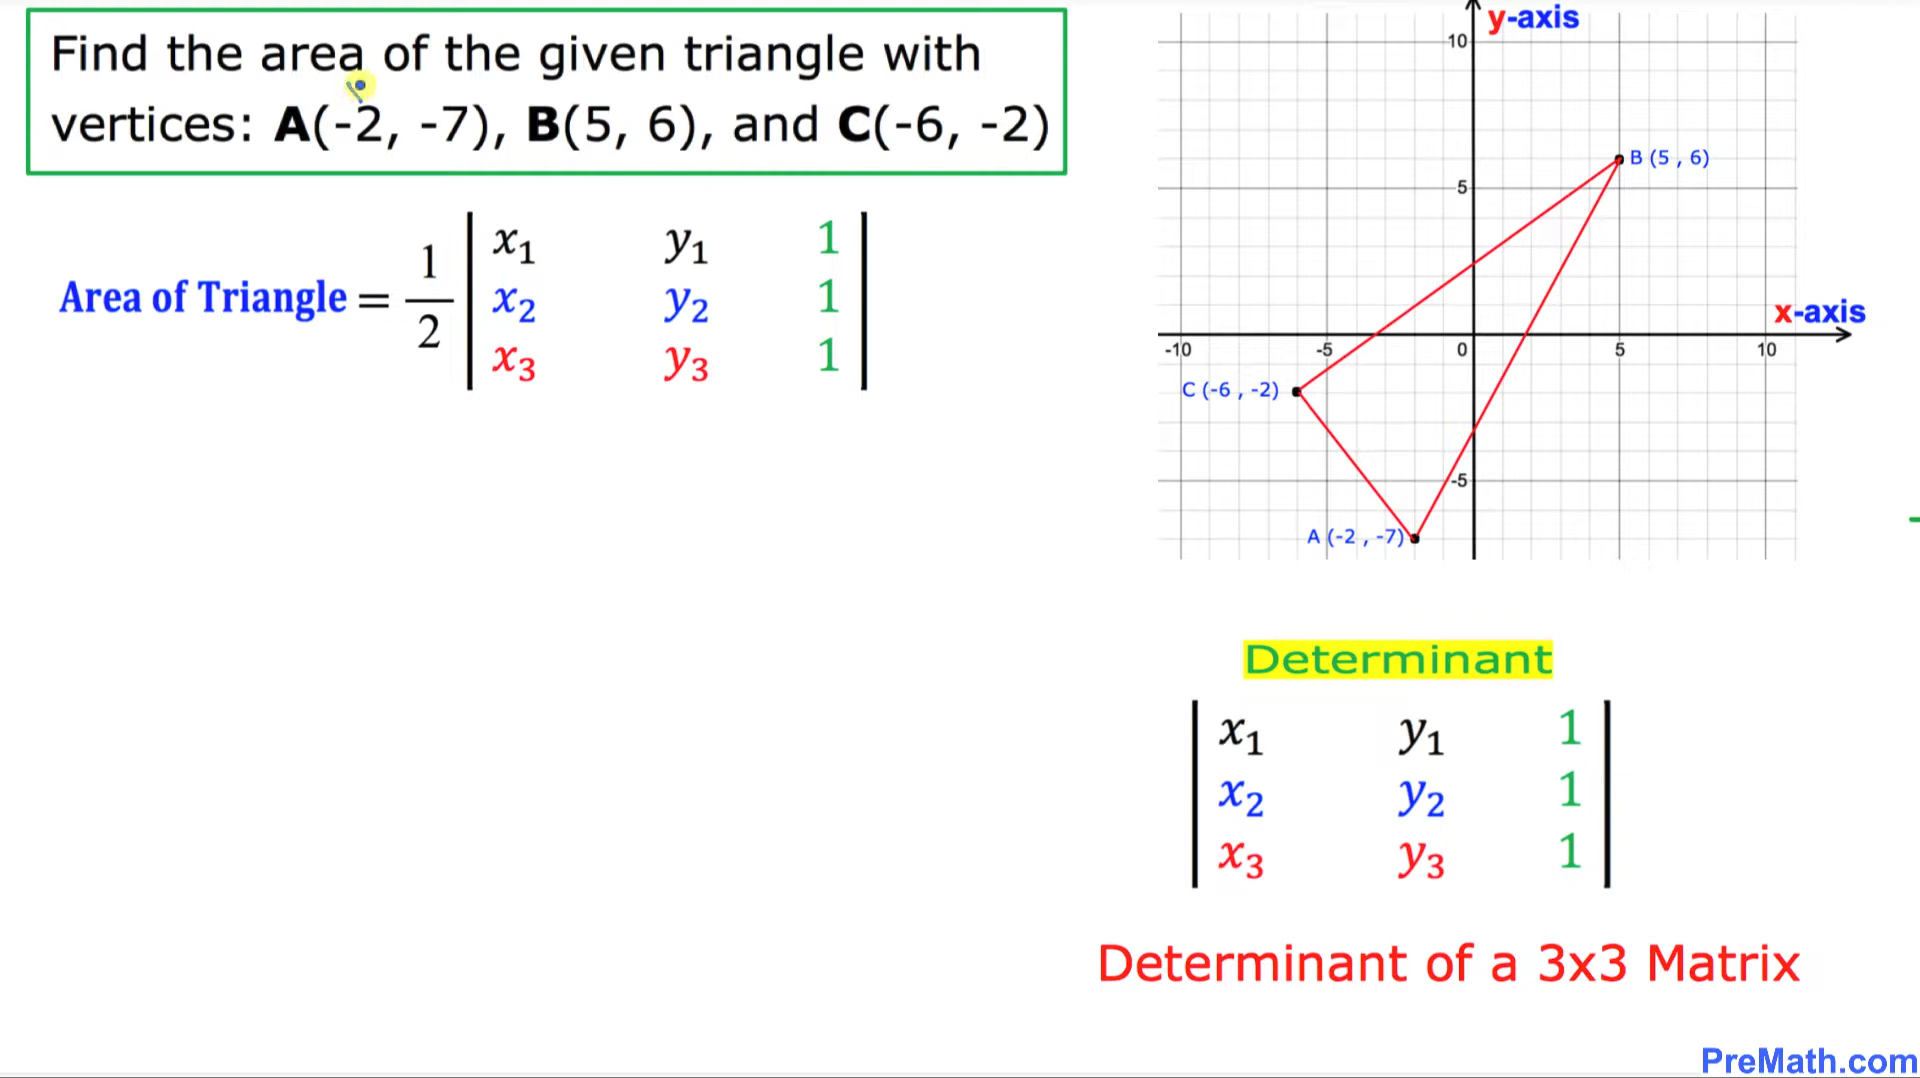 Find the area of the given triangle with
vertices: A(-2, -7), B(5, 6), and C(-6, -2)
Area of Triangle = 1/2 | x₁ y₁ 1 |
| x₂ y₂ 1 |
| x₃ y₃ 1 |
y-axis
10
B (5 , 6)
5
x-axis
-10 -5 0 5 10
C (-6 , -2)
-5
A (-2 , -7)
Determinant
| x₁ y₁ 1 |
| x₂ y₂ 1 |
| x₃ y₃ 1 |
Determinant of a 3x3 Matrix
PreMath.com